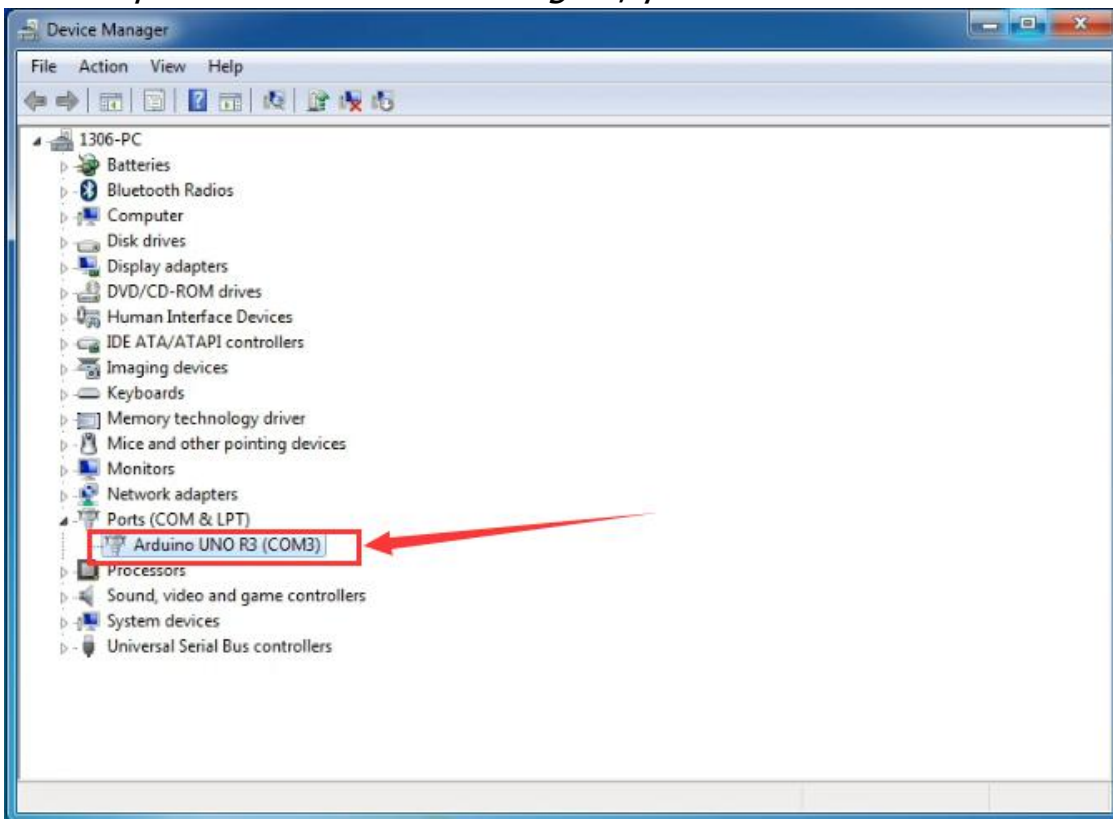 Device Manager
File Action View Help
1306-PC
Batteries
Bluetooth Radios
Computer
Disk drives
Display adapters
DVD/CD-ROM drives
Human Interface Devices
IDE ATA/ATAPI controllers
Imaging devices
Keyboards
Memory technology driver
Mice and other pointing devices
Monitors
Network adapters
Ports (COM & LPT)
Arduino UNO R3 (COM3)
Processors
Sound, video and game controllers
System devices
Universal Serial Bus controllers